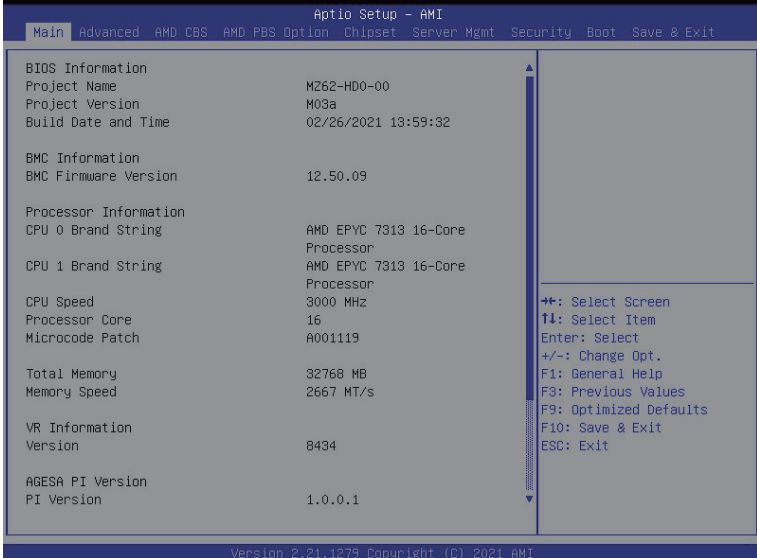 Aptio Setup – AMI
Main Advanced AMD CBS AMD PBS Option Chipset Server Mgmt Security Boot Save & Exit
BIOS Information
Project Name MZ62-HD0-00
Project Version M03a
Build Date and Time 02/26/2021 13:59:32
BMC Information
BMC Firmware Version 12.50.09
Processor Information
CPU 0 Brand String AMD EPYC 7313 16-Core
Processor
CPU 1 Brand String AMD EPYC 7313 16-Core
Processor
CPU Speed 3000 MHz
Processor Core 16
Microcode Patch A001119
Total Memory 32768 MB
Memory Speed 2667 MT/s
VR Information
Version 8434
AGESA PI Version
PI Version 1.0.0.1
→←: Select Screen
↑↓: Select Item
Enter: Select
+/-: Change Opt.
F1: General Help
F3: Previous Values
F9: Optimized Defaults
F10: Save & Exit
ESC: Exit
Version 2.21.1279 Copyright (C) 2021 AMI